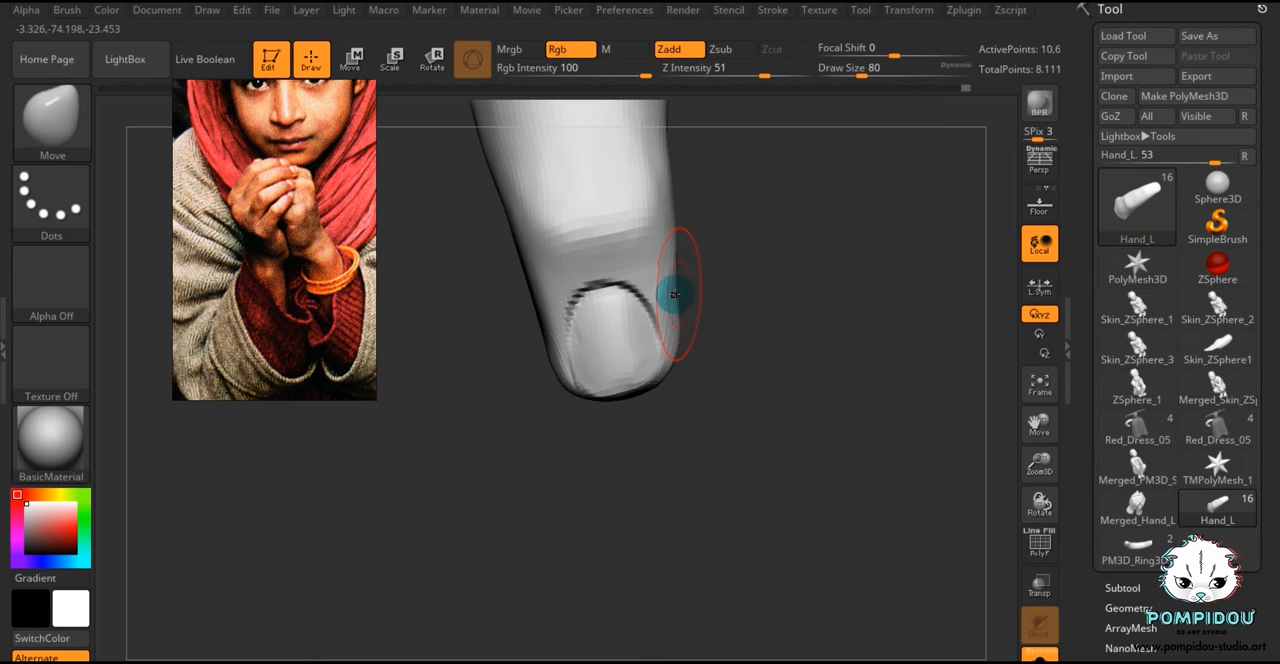 Alpha Brush Color Document Draw Edit File Layer Light Macro Marker Material Movie Picker Preferences Render Stencil Stroke Texture Tool Transform Zplugin Zscript
Tool
-3.326,-74.198,-23.453
Load Tool Save As
Copy Tool Paste Tool
Import Export
Clone Make PolyMesh3D
GoZ All Visible R
Lightbox▶Tools
Hand_L. 53 R
Home Page LightBox Live Boolean Edit Draw Move Scale Rotate
Mrgb Rgb M Zadd Zsub Zcut
Rgb Intensity 100 Z Intensity 51
Focal Shift 0
Draw Size 80 Dynamic
ActivePoints: 10.6
TotalPoints: 8.111
Move
Dots
Alpha Off
Texture Off
BasicMaterial
Gradient
SwitchColor
Alternate
BPR
SPix 3
Dynamic
Persp
Floor
Local
L.Sym
XYZ
Frame
Move
Zoom3D
Rotate
Line Fill
PolyF
Transp
Ghost
Dynamic
16
Hand_L Sphere3D
SimpleBrush
PolyMesh3D ZSphere
Skin_ZSphere_1 Skin_ZSphere_2
Skin_ZSphere_3 Skin_ZSphere1
ZSphere_1 Merged_Skin_ZSp
4 4
Red_Dress_05 Red_Dress_05
Merged_PM3D_S TMPolyMesh_1
16
Merged_Hand_L Hand_L
2
PM3D_Ring3D
Subtool
Geometry
ArrayMesh
NanoMesh
POMPIDOU
3D ART STUDIO
www.pompidou-studio.art